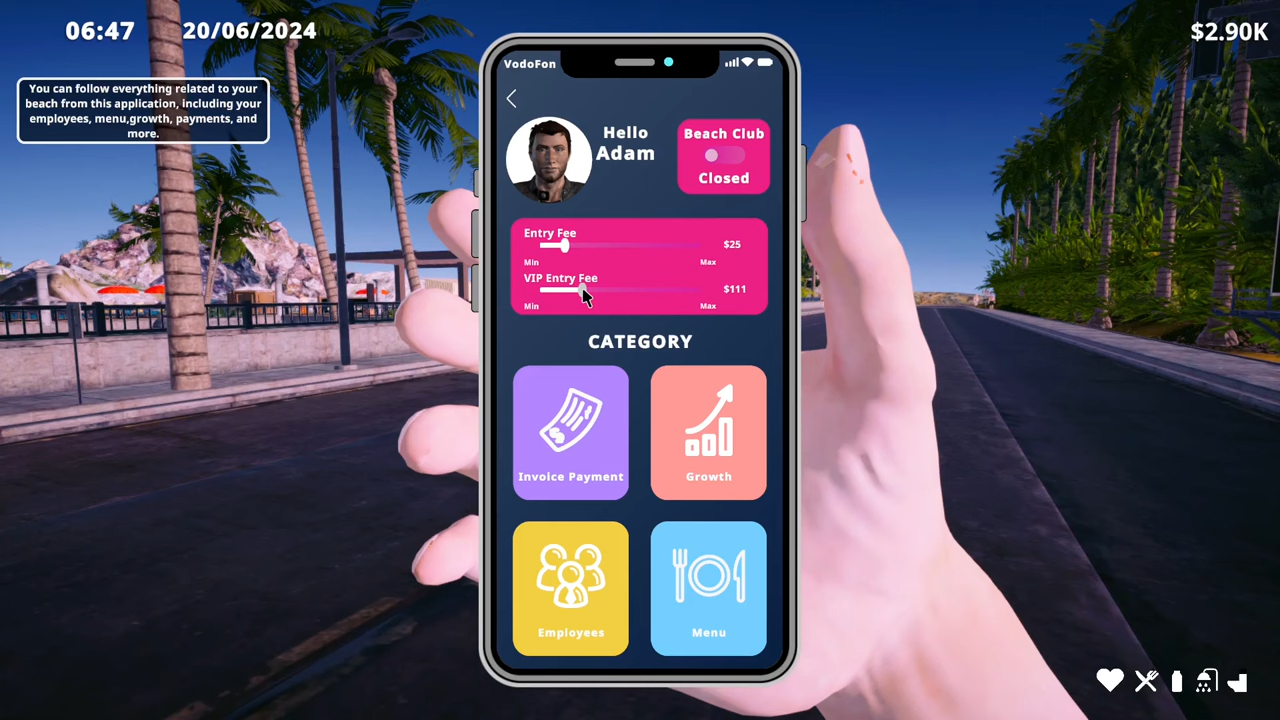 06:47
20/06/2024
$2.90K
You can follow everything related to your
beach from this application, including your
employees, menu,growth, payments, and
more.
VodoFon
Hello
Adam
Beach Club
Closed
Entry Fee
$25
Min
Max
VIP Entry Fee
$111
Min
Max
CATEGORY
Invoice Payment
Growth
Employees
Menu